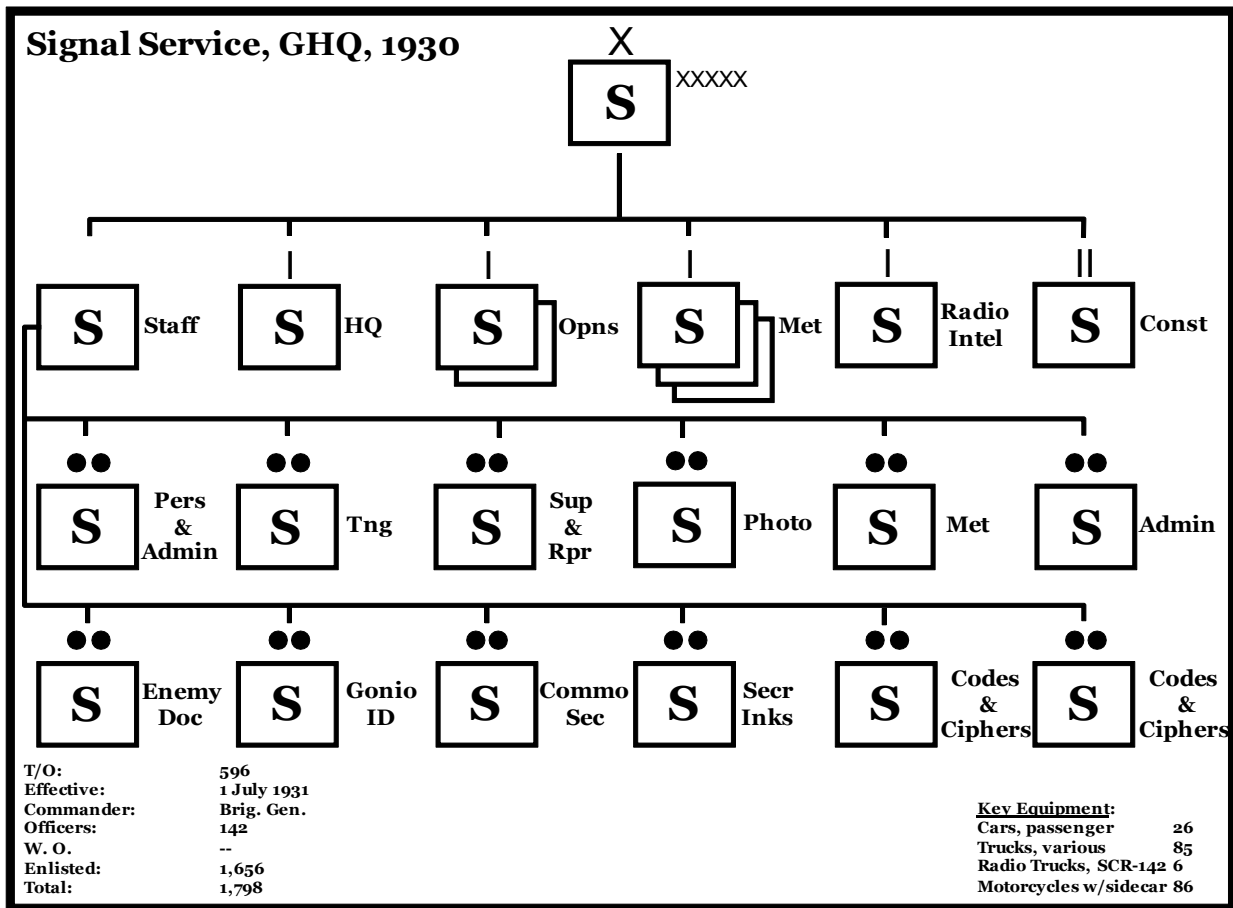 Signal Service, GHQ, 1930
X
S
XXXXX
S
Staff
S
HQ
S
Opns
S
Met
S
Radio
Intel
S
Const
S
Pers
&
Admin
S
Tng
S
Sup
&
Rpr
S
Photo
S
Met
S
Admin
S
Enemy
Doc
S
Gonio
ID
S
Commo
Sec
S
Secr
Inks
S
Codes
&
Ciphers
S
Codes
&
Ciphers
T/O: 596
Effective: 1 July 1931
Commander: Brig. Gen.
Officers: 142
W. O. --
Enlisted: 1,656
Total: 1,798
Key Equipment:
Cars, passenger 26
Trucks, various 85
Radio Trucks, SCR-142 6
Motorcycles w/sidecar 86